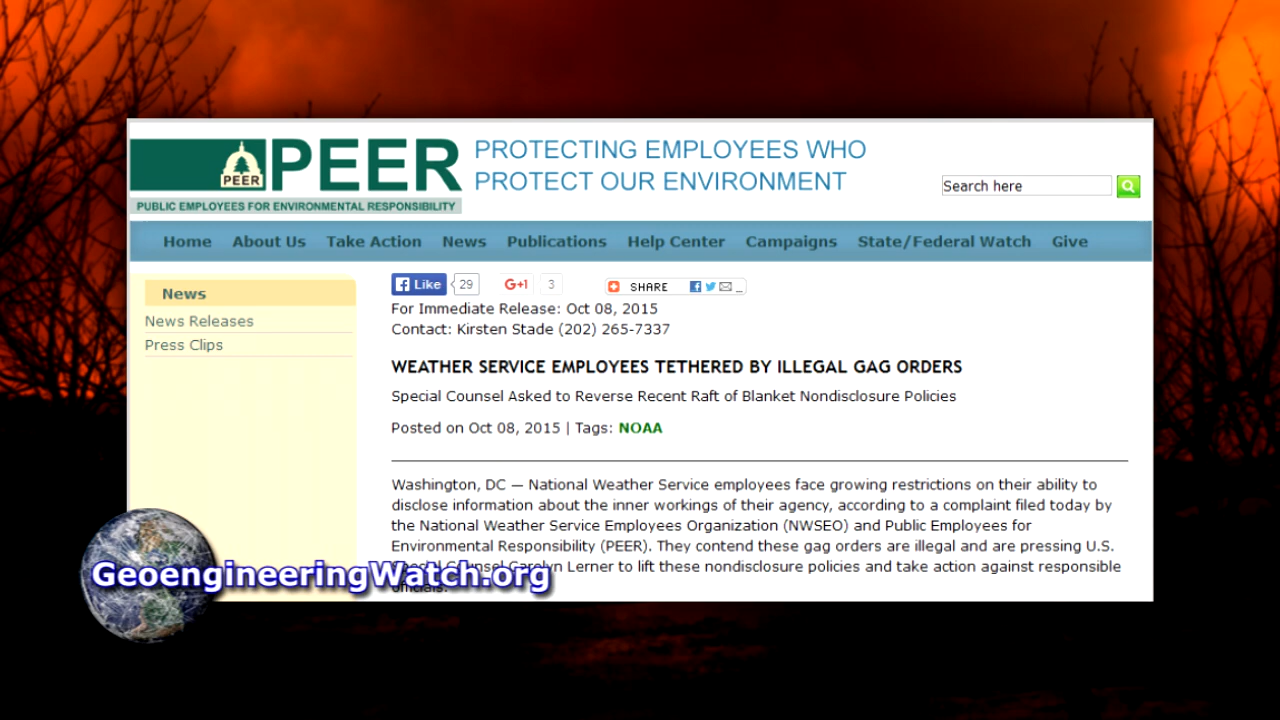 PEER
PEER
PUBLIC EMPLOYEES FOR ENVIRONMENTAL RESPONSIBILITY
PROTECTING EMPLOYEES WHO
PROTECT OUR ENVIRONMENT
Search here
Home About Us Take Action News Publications Help Center Campaigns State/Federal Watch Give
News
News Releases
Press Clips
Like 29 G+1 3 SHARE
For Immediate Release: Oct 08, 2015
Contact: Kirsten Stade (202) 265-7337
WEATHER SERVICE EMPLOYEES TETHERED BY ILLEGAL GAG ORDERS
Special Counsel Asked to Reverse Recent Raft of Blanket Nondisclosure Policies
Posted on Oct 08, 2015 | Tags: NOAA
Washington, DC — National Weather Service employees face growing restrictions on their ability to
disclose information about the inner workings of their agency, according to a complaint filed today by
the National Weather Service Employees Organization (NWSEO) and Public Employees for
Environmental Responsibility (PEER). They contend these gag orders are illegal and are pressing U.S.
Special Counsel Carolyn Lerner to lift these nondisclosure policies and take action against responsible
officials.
GeoengineeringWatch.org